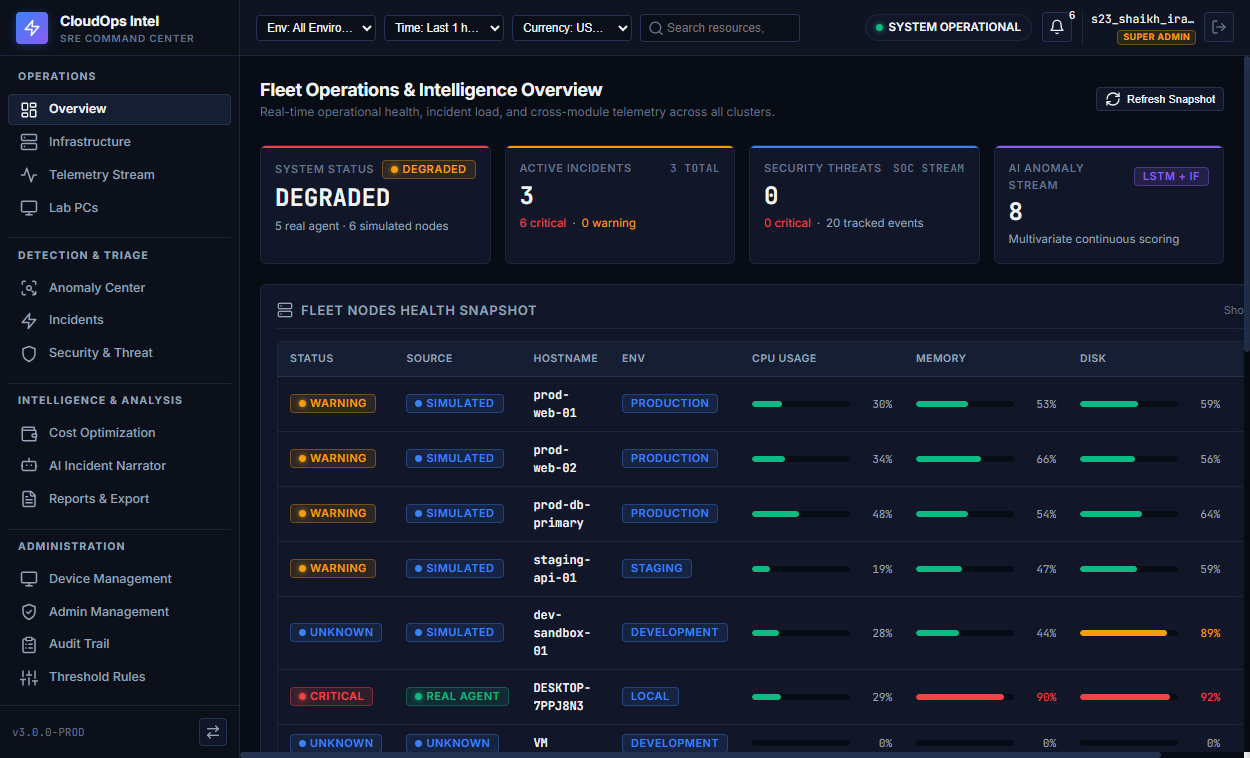 CloudOps Intel
SRE COMMAND CENTER
Env: All Enviro...
Time: Last 1 h...
Currency: US...
Search resources,
SYSTEM OPERATIONAL
6
s23_shaikh_ira...
SUPER ADMIN
OPERATIONS
Overview
Infrastructure
Telemetry Stream
Lab PCs
DETECTION & TRIAGE
Anomaly Center
Incidents
Security & Threat
INTELLIGENCE & ANALYSIS
Cost Optimization
AI Incident Narrator
Reports & Export
ADMINISTRATION
Device Management
Admin Management
Audit Trail
Threshold Rules
v3.0.0-PROD
Fleet Operations & Intelligence Overview
Real-time operational health, incident load, and cross-module telemetry across all clusters.
Refresh Snapshot
SYSTEM STATUS DEGRADED
DEGRADED
5 real agent · 6 simulated nodes
ACTIVE INCIDENTS 3 TOTAL
3
6 critical · 0 warning
SECURITY THREATS SOC STREAM
0
0 critical · 20 tracked events
AI ANOMALY
STREAM
LSTM + IF
8
Multivariate continuous scoring
FLEET NODES HEALTH SNAPSHOT
Sho
STATUS SOURCE HOSTNAME ENV CPU USAGE MEMORY DISK
WARNING SIMULATED prod-
web-01 PRODUCTION 30% 53% 59%
WARNING SIMULATED prod-
web-02 PRODUCTION 34% 66% 56%
WARNING SIMULATED prod-db-
primary PRODUCTION 48% 54% 64%
WARNING SIMULATED staging-
api-01 STAGING 19% 47% 59%
UNKNOWN SIMULATED dev-
sandbox-
01 DEVELOPMENT 28% 44% 89%
CRITICAL REAL AGENT DESKTOP-
7PPJ8N3 LOCAL 29% 90% 92%
UNKNOWN UNKNOWN VM DEVELOPMENT 0% 0% 0%